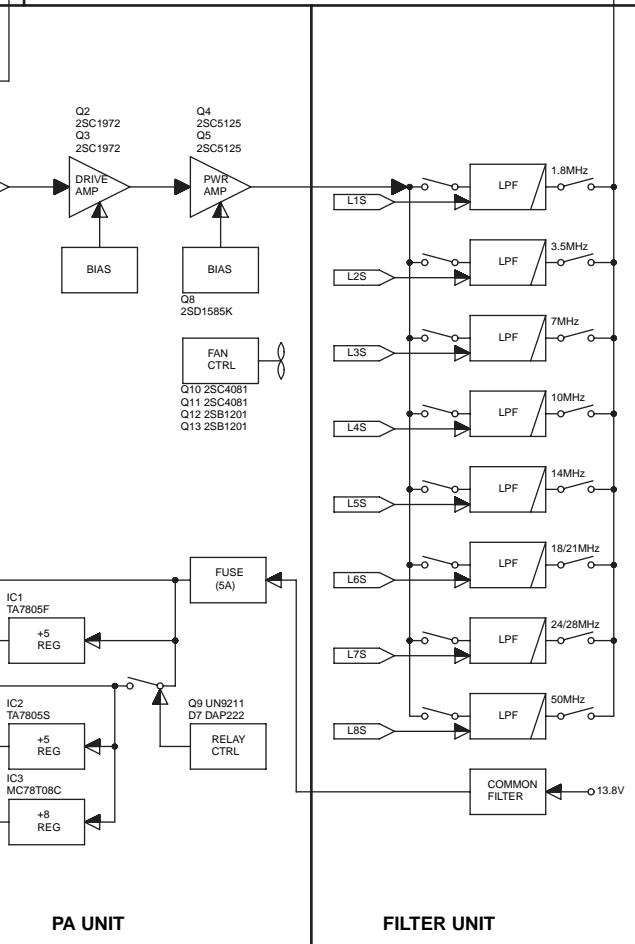 Q2
2SC1972
Q3
2SC1972
DRIVE
AMP
BIAS
Q4
2SC5125
Q5
2SC5125
PWR
AMP
BIAS
Q8
2SD1585K
FAN
CTRL
Q10 2SC4081
Q11 2SC4081
Q12 2SB1201
Q13 2SB1201
FUSE
(5A)
IC1
TA7805F
+5
REG
IC2
TA7805S
+5
REG
IC3
MC78T08C
+8
REG
Q9 UN9211
D7 DAP222
RELAY
CTRL
PA UNIT
L1S
LPF
1.8MHz
L2S
LPF
3.5MHz
L3S
LPF
7MHz
L4S
LPF
10MHz
L5S
LPF
14MHz
L6S
LPF
18/21MHz
L7S
LPF
24/28MHz
L8S
LPF
50MHz
COMMON
FILTER
13.8V
FILTER UNIT